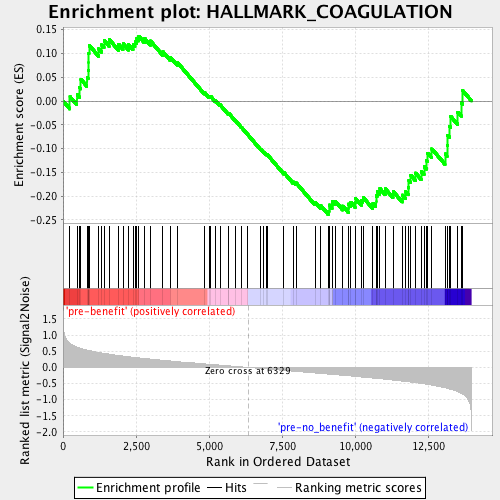 Enrichment plot: HALLMARK_COAGULATION
Enrichment score (ES)
0.15
0.10
0.05
0.00
-0.05
-0.10
-0.15
-0.20
-0.25
'pre-benefit' (positively correlated)
Ranked list metric (Signal2Noise)
1.5
1.0
0.5
0.0
-0.5
-1.0
-1.5
-2.0
Zero cross at 6329
'pre-no_benefit' (negatively correlated)
0
2,500
5,000
7,500
10,000
12,500
Rank in Ordered Dataset
Enrichment profile
Hits
Ranking metric scores